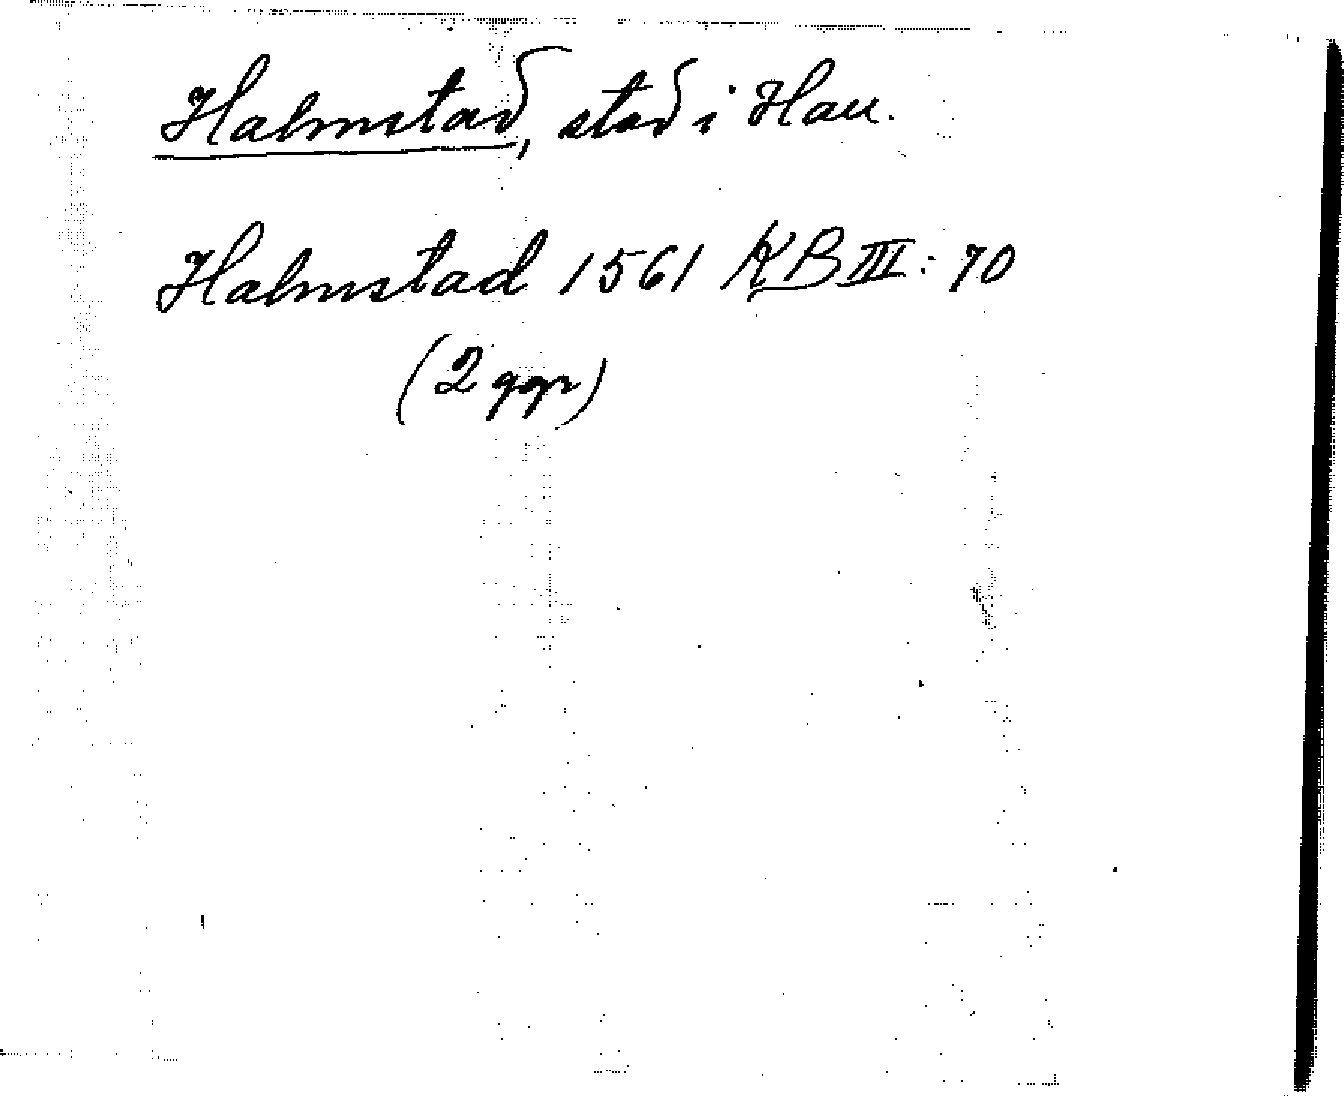 Halmstad, stad i Hall.
Halmstad 1561 KB III: 70
(2 ggr)